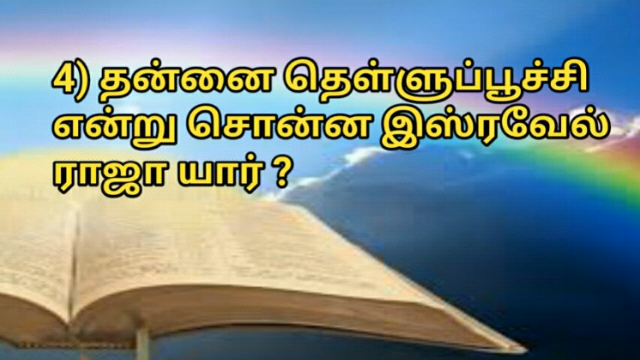 4) தன்னை தெள்ளுப்பூச்சி
என்று சொன்ன இஸ்ரவேல்
ராஜா யார் ?